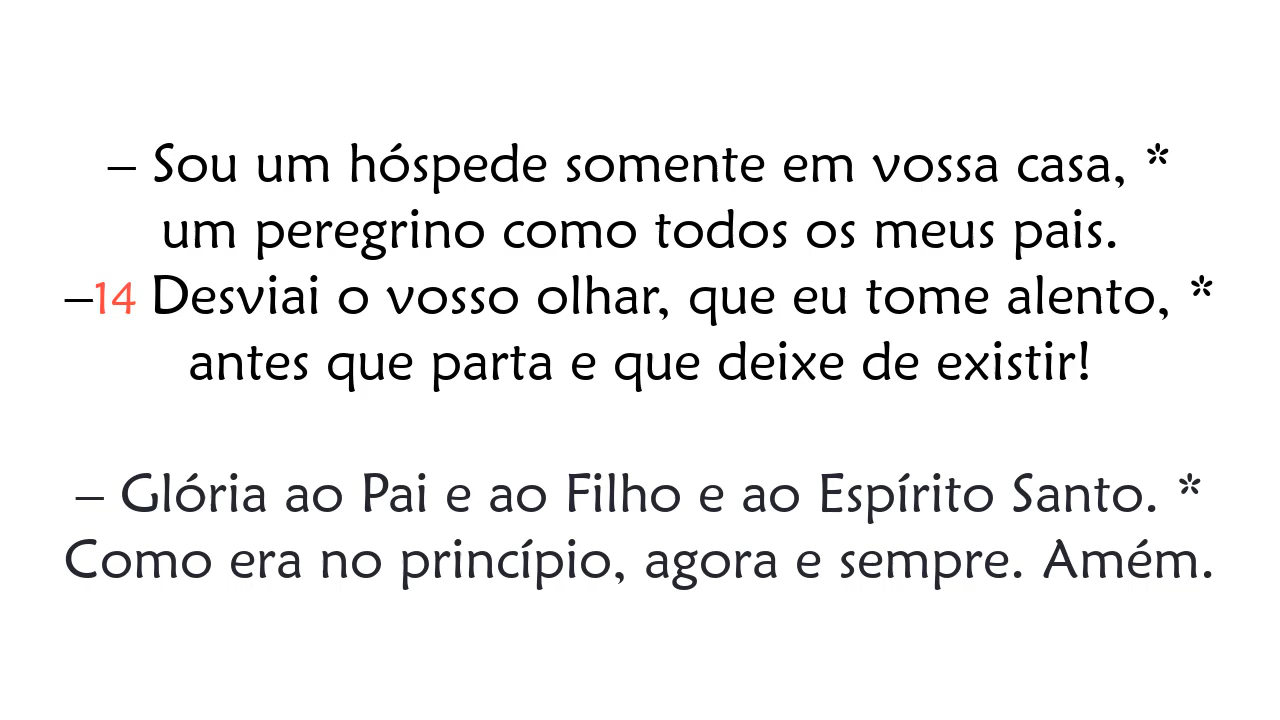 – Sou um hóspede somente em vossa casa, *
um peregrino como todos os meus pais.
–14 Desviai o vosso olhar, que eu tome alento, *
antes que parta e que deixe de existir!
– Glória ao Pai e ao Filho e ao Espírito Santo. *
Como era no princípio, agora e sempre. Amém.